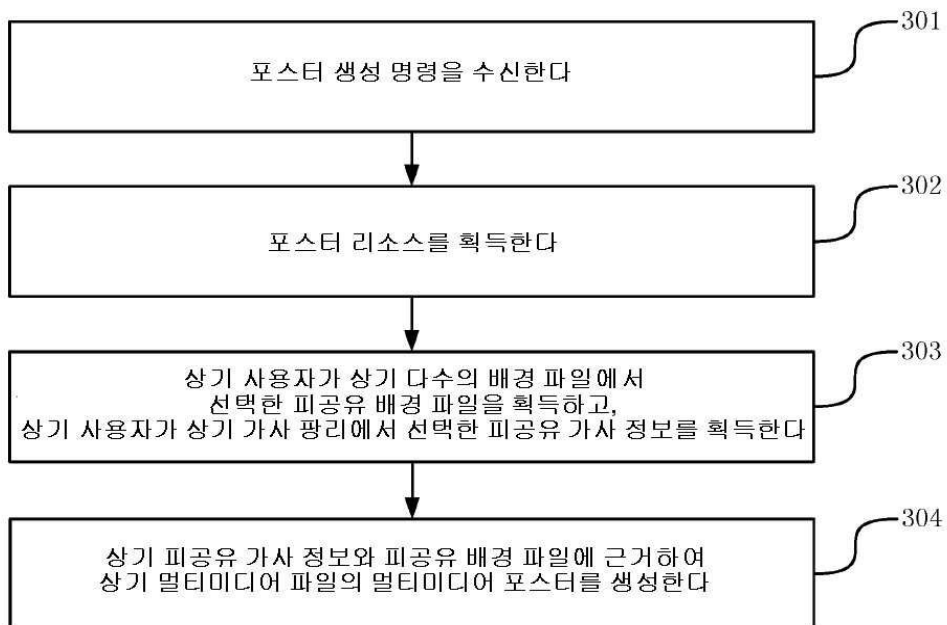 포스터 생성 명령을 수신한다
301
포스터 리소스를 획득한다
302
상기 사용자가 상기 다수의 배경 파일에서
선택한 피공유 배경 파일을 획득하고,
상기 사용자가 상기 가사 팡리에서 선택한 피공유 가사 정보를 획득한다
303
상기 피공유 가사 정보와 피공유 배경 파일에 근거하여
상기 멀티미디어 파일의 멀티미디어 포스터를 생성한다
304